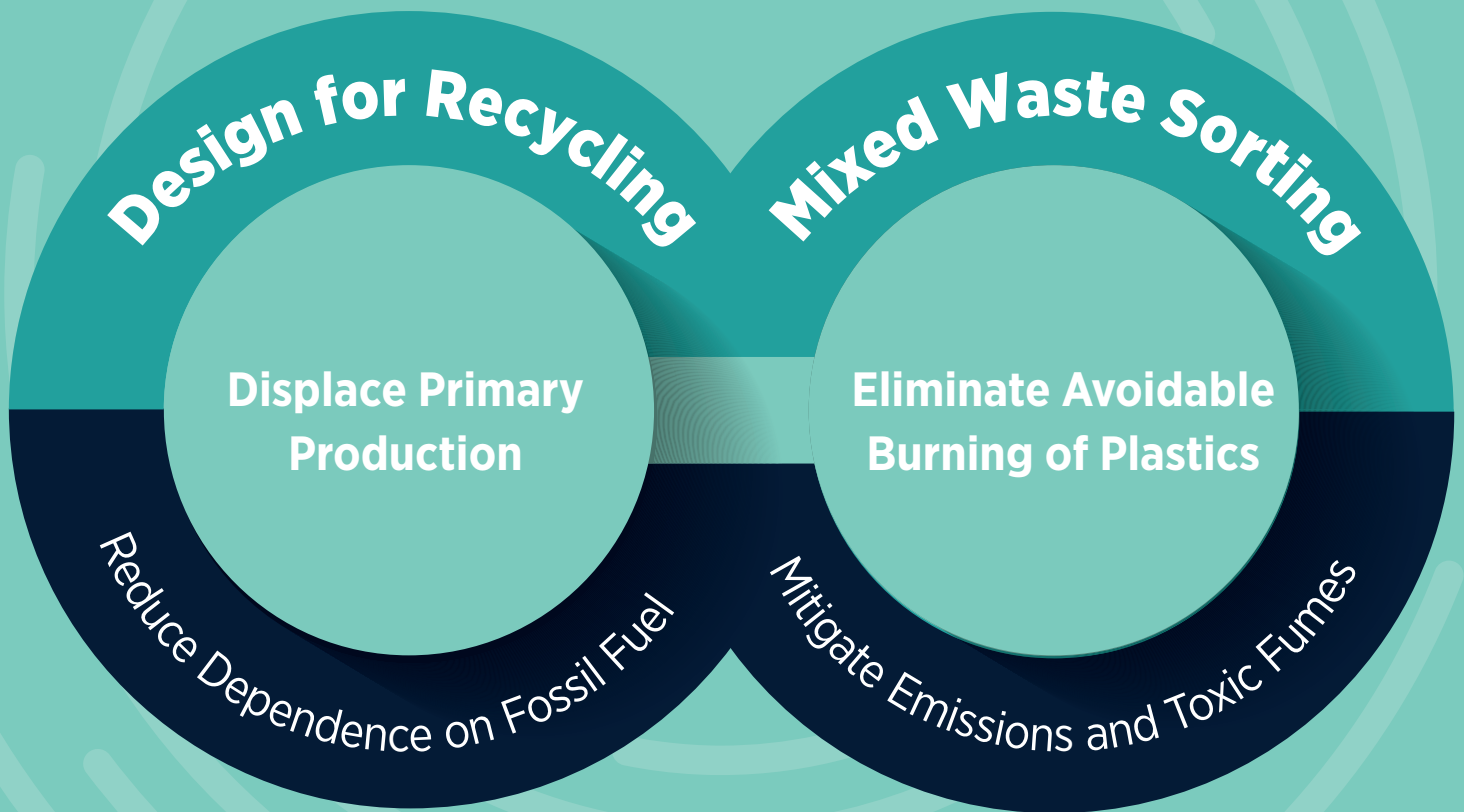 Design for Recycling
Displace Primary
Production
Reduce Dependence on Fossil Fuel
Mixed Waste Sorting
Eliminate Avoidable
Burning of Plastics
Mitigate Emissions and Toxic Fumes